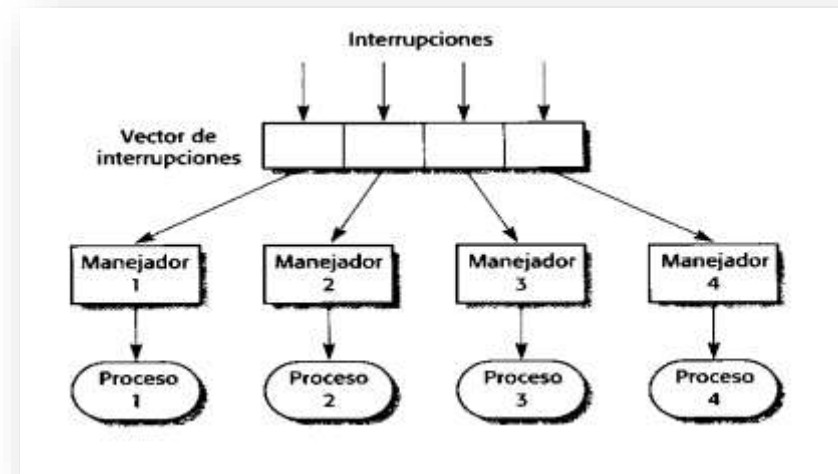 Interrupciones
Vector de
interrupciones
Manejador
1
Manejador
2
Manejador
3
Manejador
4
Proceso
1
Proceso
2
Proceso
3
Proceso
4